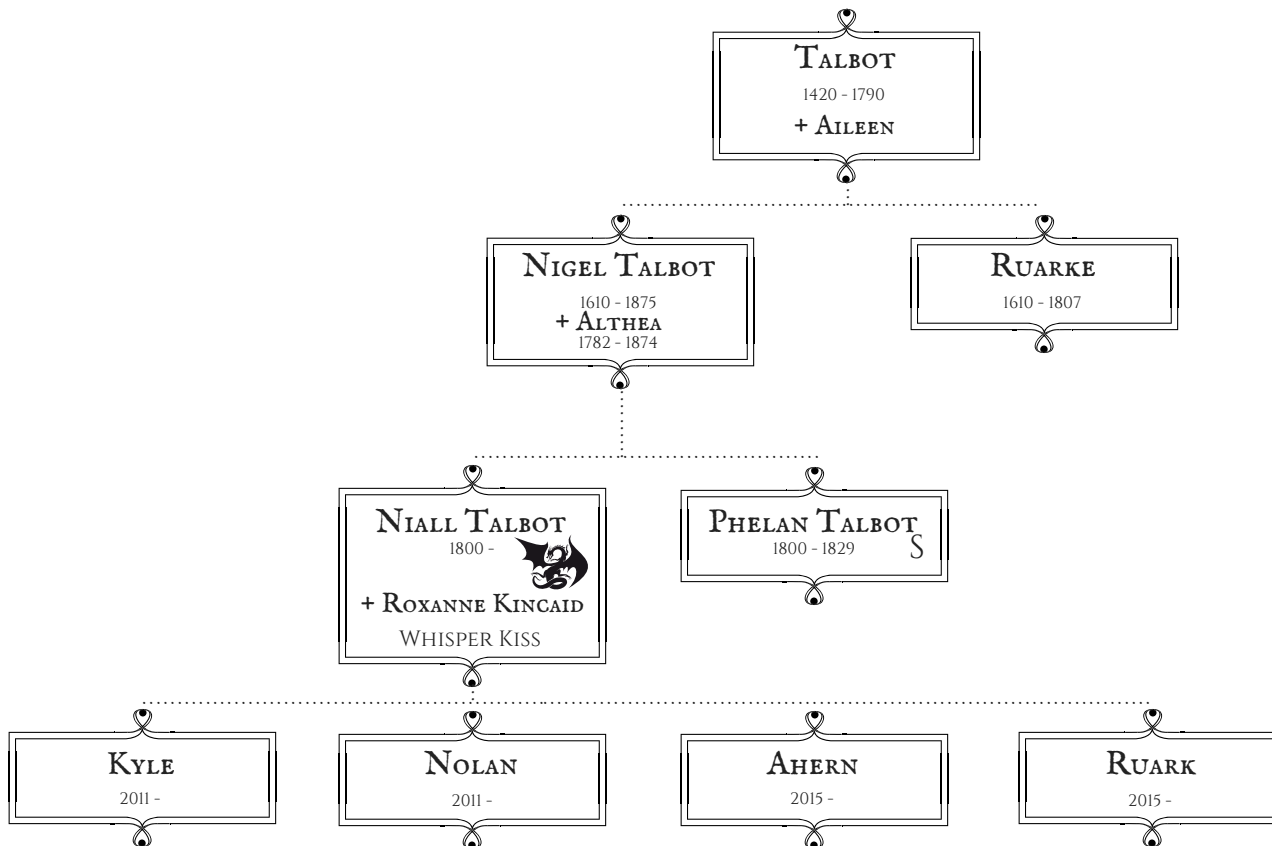 Talbot
1420 - 1790
+ Aileen
Nigel Talbot
1610 - 1875
+ Althea
1782 - 1874
Ruarke
1610 - 1807
Niall Talbot
1800 -
+ Roxanne Kincaid
Whisper Kiss
Phelan Talbot
1800 - 1829
S
Kyle
2011 -
Nolan
2011 -
Ahern
2015 -
Ruark
2015 -